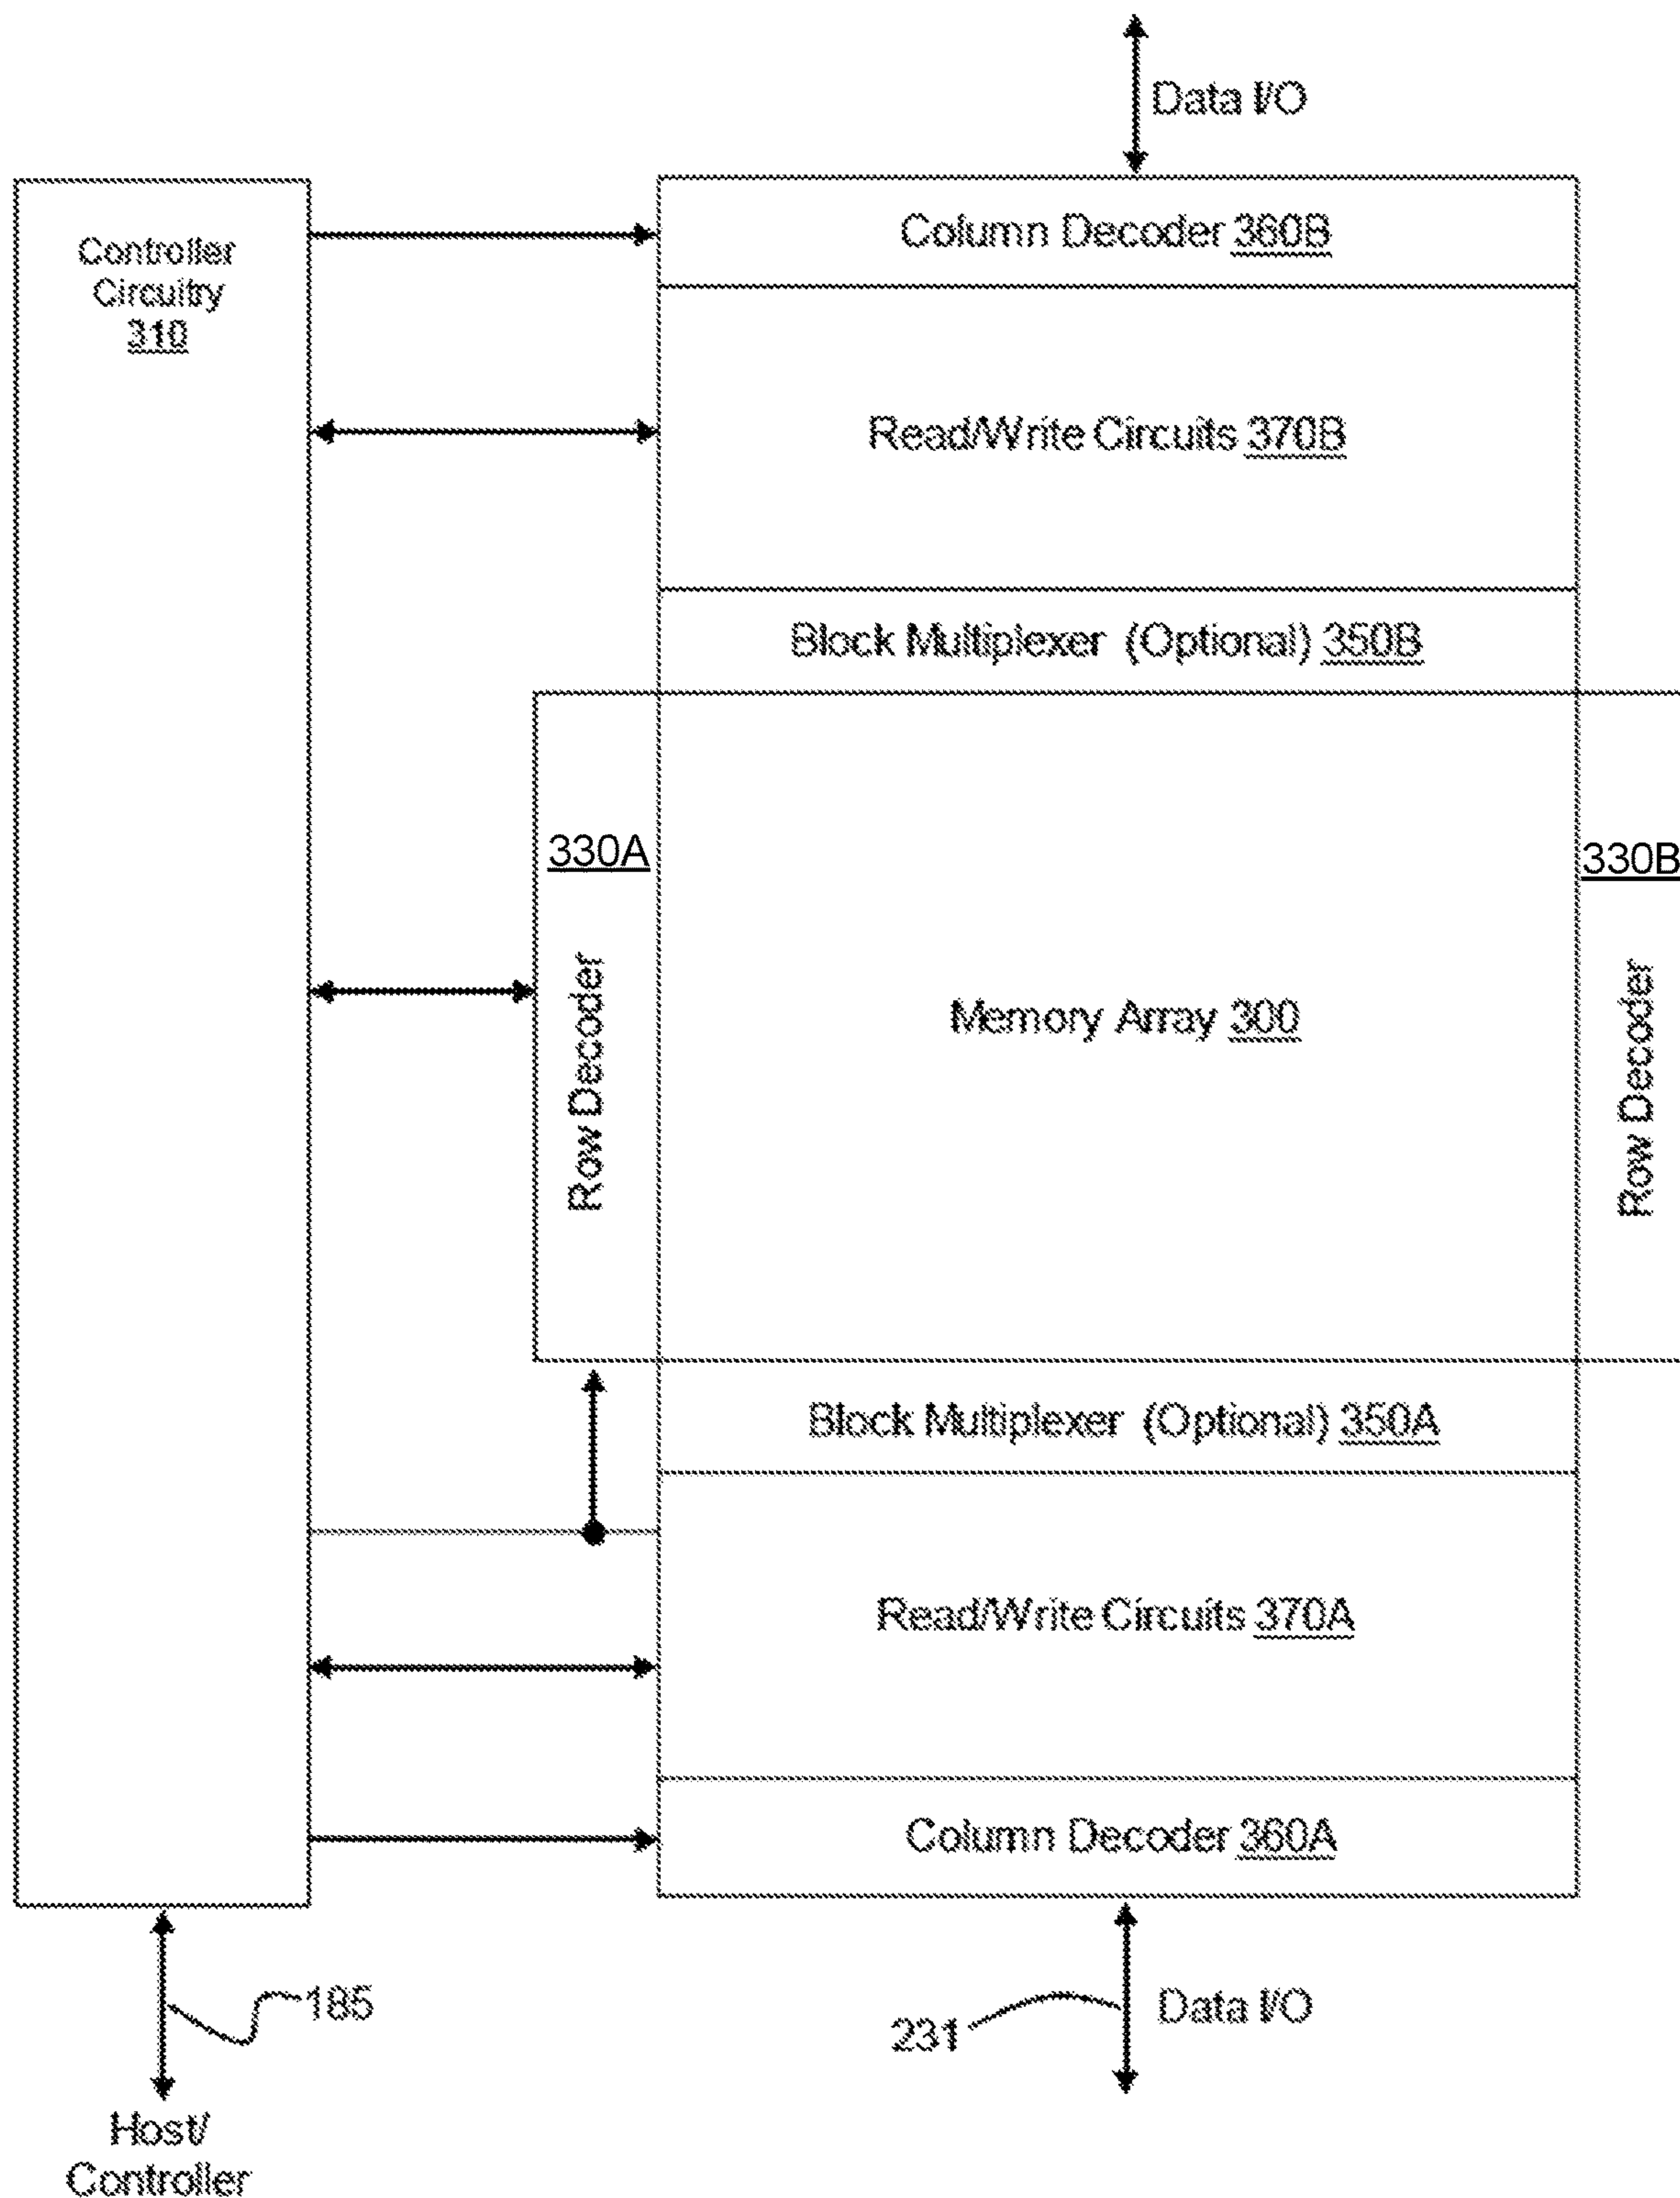 Data I/O
Controller
Circuitry
310
Column Decoder 360B
Read/Write Circuits 370B
Block Multiplexer (Optional) 350B
330A
Row Decoder
Memory Array 300
330B
Row Decoder
Block Multiplexer (Optional) 350A
Read/Write Circuits 370A
Column Decoder 360A
185
231
Data I/O
Host/
Controller